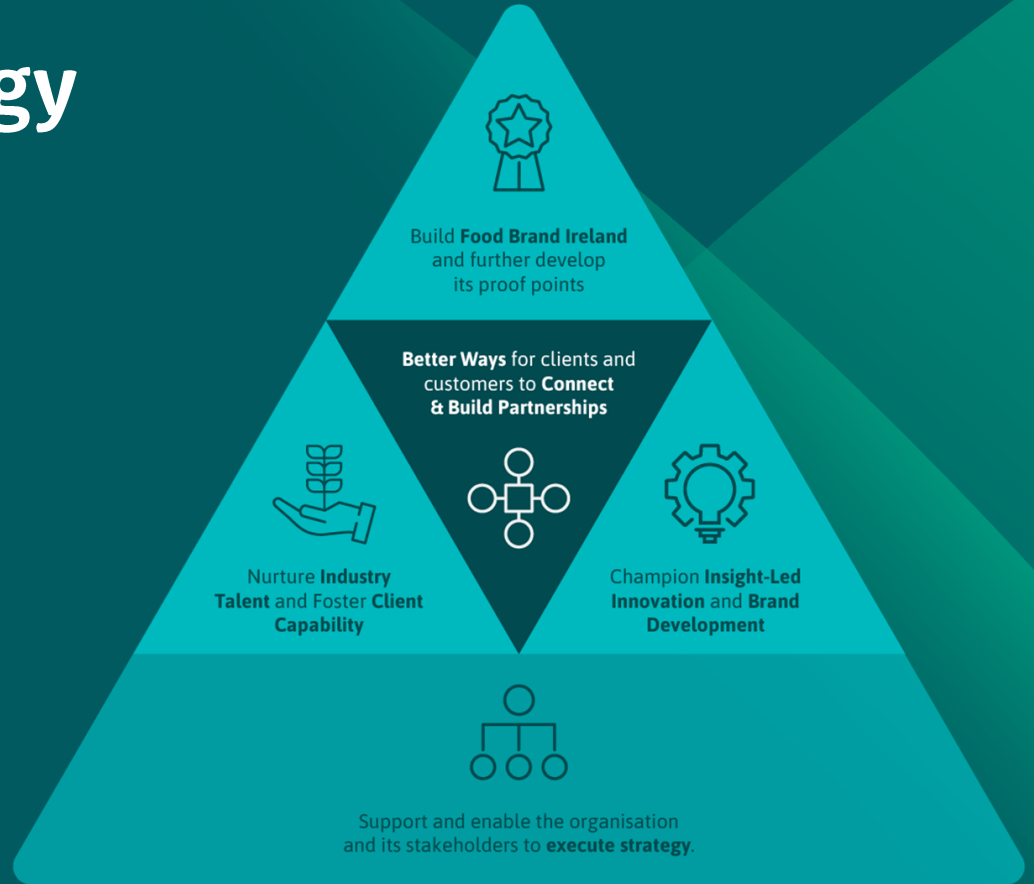 gy
Build Food Brand Ireland
and further develop
its proof points
Better Ways for clients and
customers to Connect
& Build Partnerships
Nurture Industry
Talent and Foster Client
Capability
Champion Insight-Led
Innovation and Brand
Development
Support and enable the organisation
and its stakeholders to execute strategy.